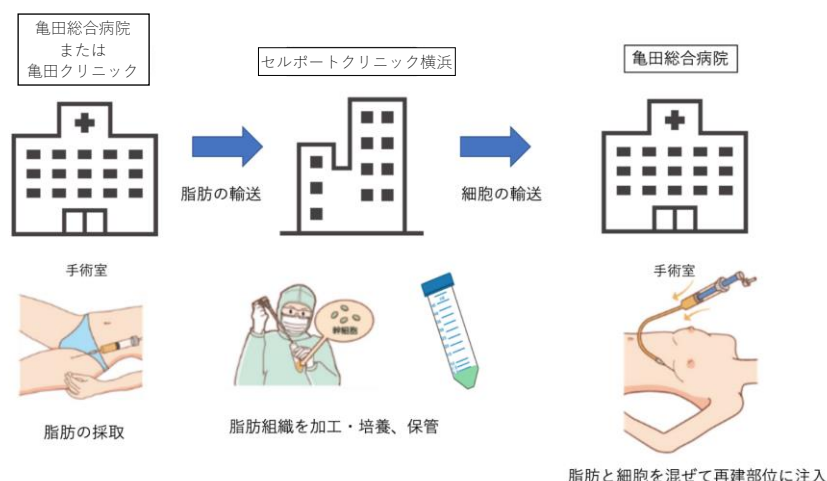 亀田総合病院
または
亀田クリニック
セルポートクリニック横浜
亀田総合病院
脂肪の輸送
細胞の輸送
手術室
手術室
幹細胞
脂肪の採取
脂肪組織を加工・培養、保管
脂肪と細胞を混ぜて再建部位に注入